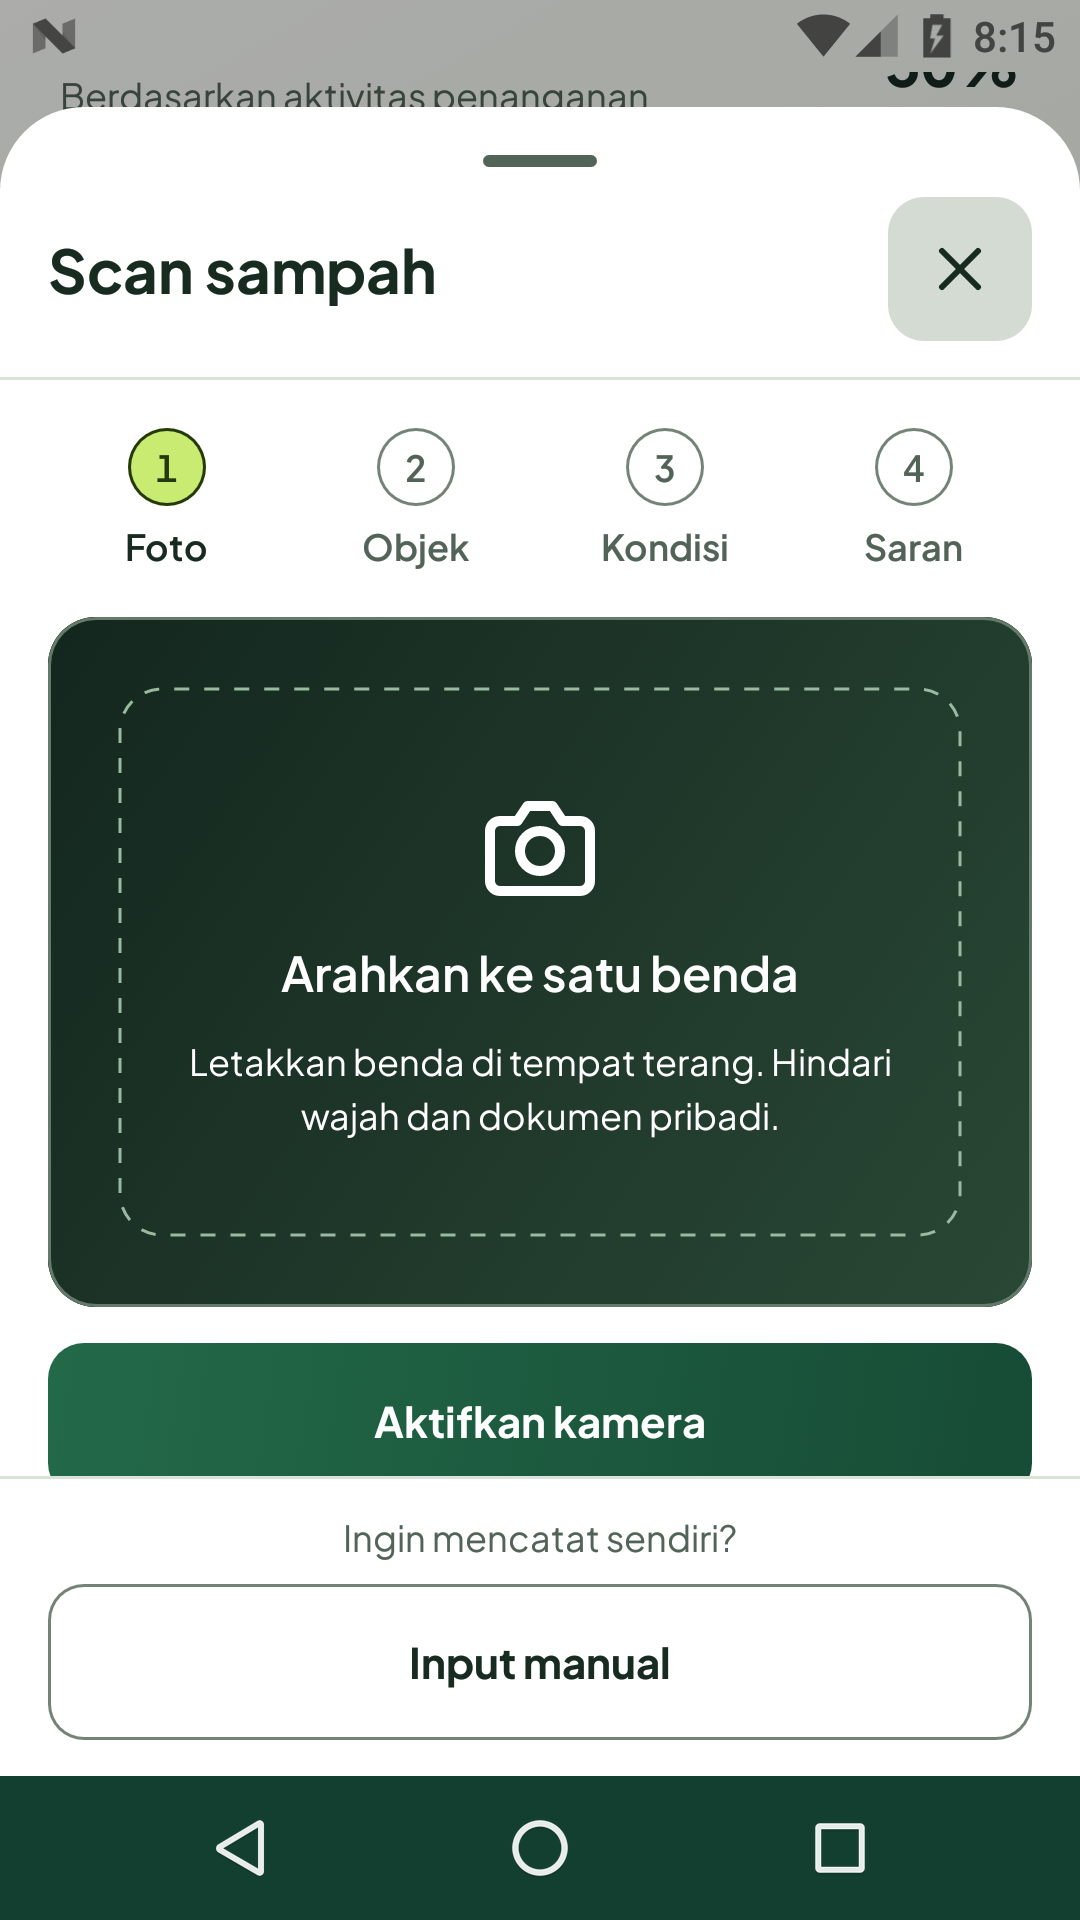 8:15
Berdasarkan aktivitas penanganan
Scan sampah
1
2
3
4
Foto
Objek
Kondisi
Saran
Arahkan ke satu benda
Letakkan benda di tempat terang. Hindari
wajah dan dokumen pribadi.
Aktifkan kamera
Ingin mencatat sendiri?
Input manual